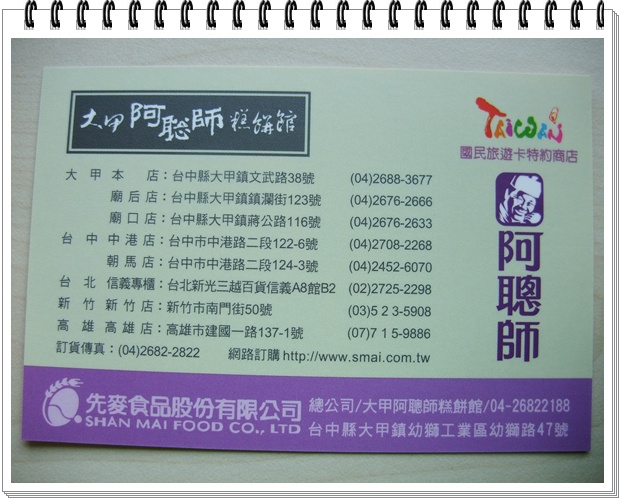 大甲阿聰師糕餅館
TAIWAN
國民旅遊卡特約商店
阿聰師
大甲本店：台中縣大甲鎮文武路38號 (04)2688-3677
廟后店：台中縣大甲鎮鎮瀾街123號 (04)2676-2666
廟口店：台中縣大甲鎮蔣公路116號 (04)2676-2633
台中中港店：台中市中港路二段122-6號 (04)2708-2268
朝馬店：台中市中港路二段124-3號 (04)2452-6070
台北信義專櫃：台北新光三越百貨信義A8館B2 (02)2725-2298
新竹新竹店：新竹市南門街50號 (03)523-5908
高雄高雄店：高雄市建國一路137-1號 (07)715-9886
訂貨傳真：(04)2682-2822 網路訂購http://www.smai.com.tw
先麥食品股份有限公司 總公司/大甲阿聰師糕餅館/04-26822188
SHAN MAI FOOD CO., LTD 台中縣大甲鎮幼獅工業區幼獅路47號